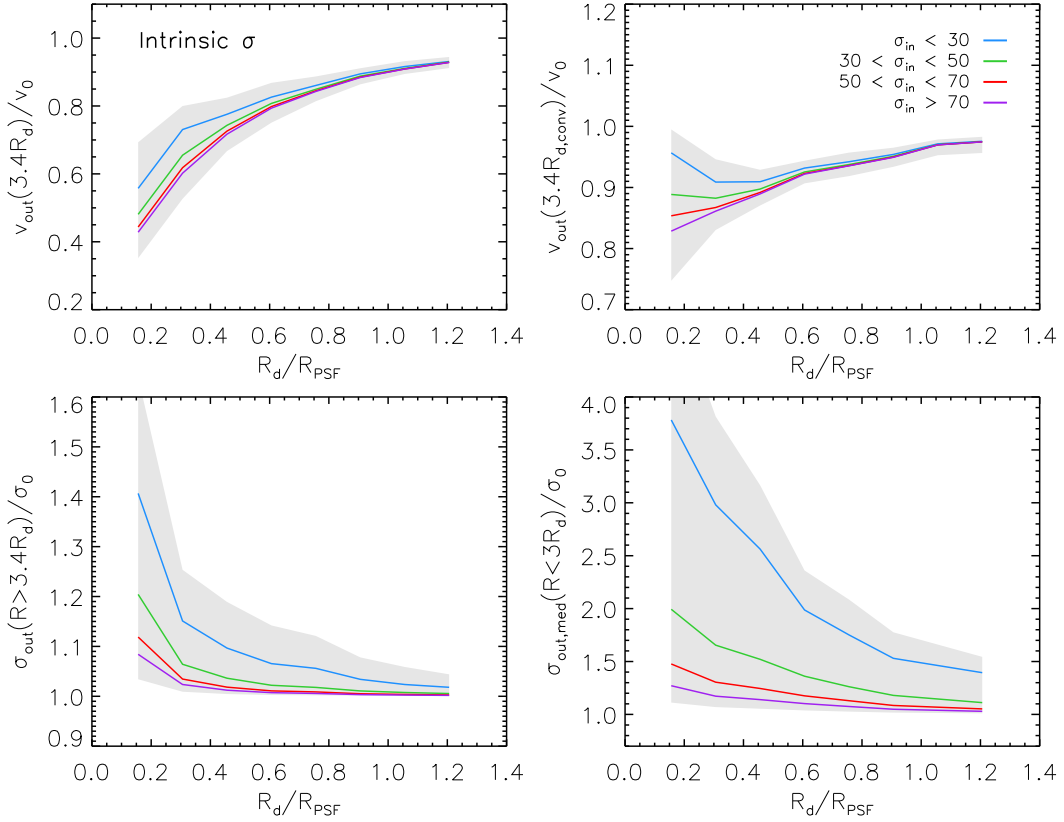 Intrinsic σ
v_out(3.4R_d)/v_0
1.0
0.8
0.6
0.4
0.2
0.0 0.2 0.4 0.6 0.8 1.0 1.2 1.4
R_d/R_PSF
σ_in < 30
30 < σ_in < 50
50 < σ_in < 70
σ_in > 70
v_out(3.4R_d,conv)/v_0
1.2
1.1
1.0
0.9
0.8
0.7
0.0 0.2 0.4 0.6 0.8 1.0 1.2 1.4
R_d/R_PSF
σ_out(R>3.4R_d)/σ_0
1.6
1.5
1.4
1.3
1.2
1.1
1.0
0.9
0.0 0.2 0.4 0.6 0.8 1.0 1.2 1.4
R_d/R_PSF
σ_out,med(R<3R_d)/σ_0
4.0
3.5
3.0
2.5
2.0
1.5
1.0
0.0 0.2 0.4 0.6 0.8 1.0 1.2 1.4
R_d/R_PSF